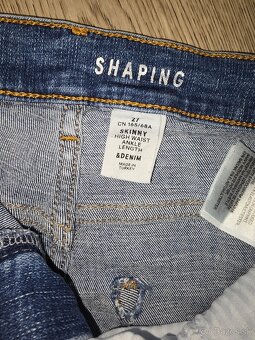 SHAPING
27
CN 165/68A
SKINNY
HIGH WAIST
ANKLE
LENGTH
&DENIM
MADE IN
TURKEY